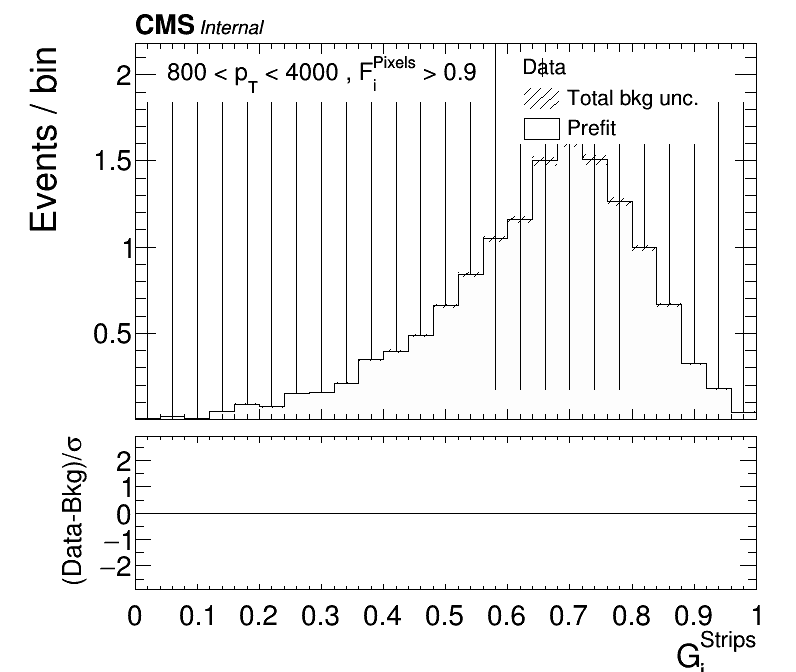 CMS Internal
800 < p_T < 4000 , F_i^Pixels > 0.9
Data
Total bkg unc.
Prefit
Events / bin
2
1.5
1
0.5
(Data-Bkg)/σ
2
1
0
−1
−2
0 0.1 0.2 0.3 0.4 0.5 0.6 0.7 0.8 0.9 1
G_i^Strips